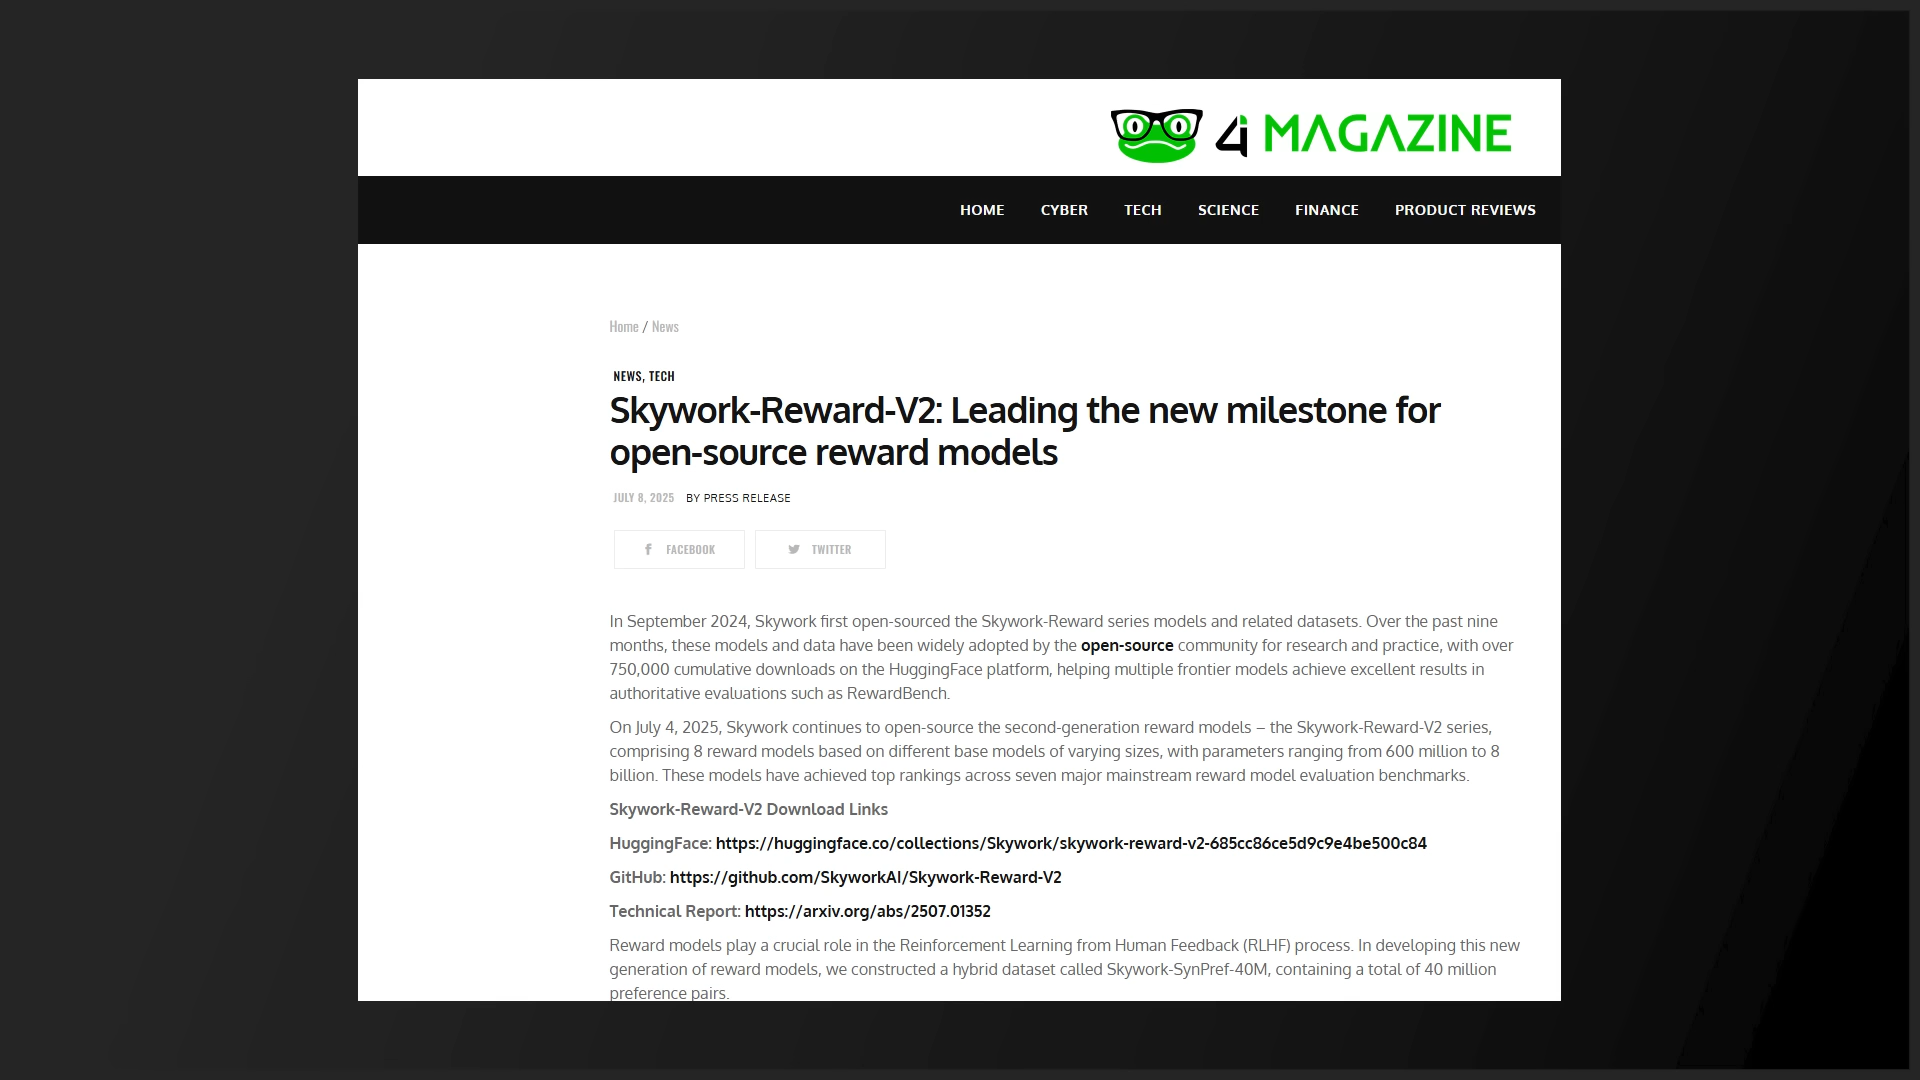 4i MAGAZINE
HOME CYBER TECH SCIENCE FINANCE PRODUCT REVIEWS
Home / News
NEWS, TECH
Skywork-Reward-V2: Leading the new milestone for
open-source reward models
JULY 8, 2025 BY PRESS RELEASE
FACEBOOK TWITTER
In September 2024, Skywork first open-sourced the Skywork-Reward series models and related datasets. Over the past nine
months, these models and data have been widely adopted by the open-source community for research and practice, with over
750,000 cumulative downloads on the HuggingFace platform, helping multiple frontier models achieve excellent results in
authoritative evaluations such as RewardBench.
On July 4, 2025, Skywork continues to open-source the second-generation reward models – the Skywork-Reward-V2 series,
comprising 8 reward models based on different base models of varying sizes, with parameters ranging from 600 million to 8
billion. These models have achieved top rankings across seven major mainstream reward model evaluation benchmarks.
Skywork-Reward-V2 Download Links
HuggingFace: https://huggingface.co/collections/Skywork/skywork-reward-v2-685cc86ce5d9c9e4be500c84
GitHub: https://github.com/SkyworkAI/Skywork-Reward-V2
Technical Report: https://arxiv.org/abs/2507.01352
Reward models play a crucial role in the Reinforcement Learning from Human Feedback (RLHF) process. In developing this new
generation of reward models, we constructed a hybrid dataset called Skywork-SynPref-40M, containing a total of 40 million
preference pairs.